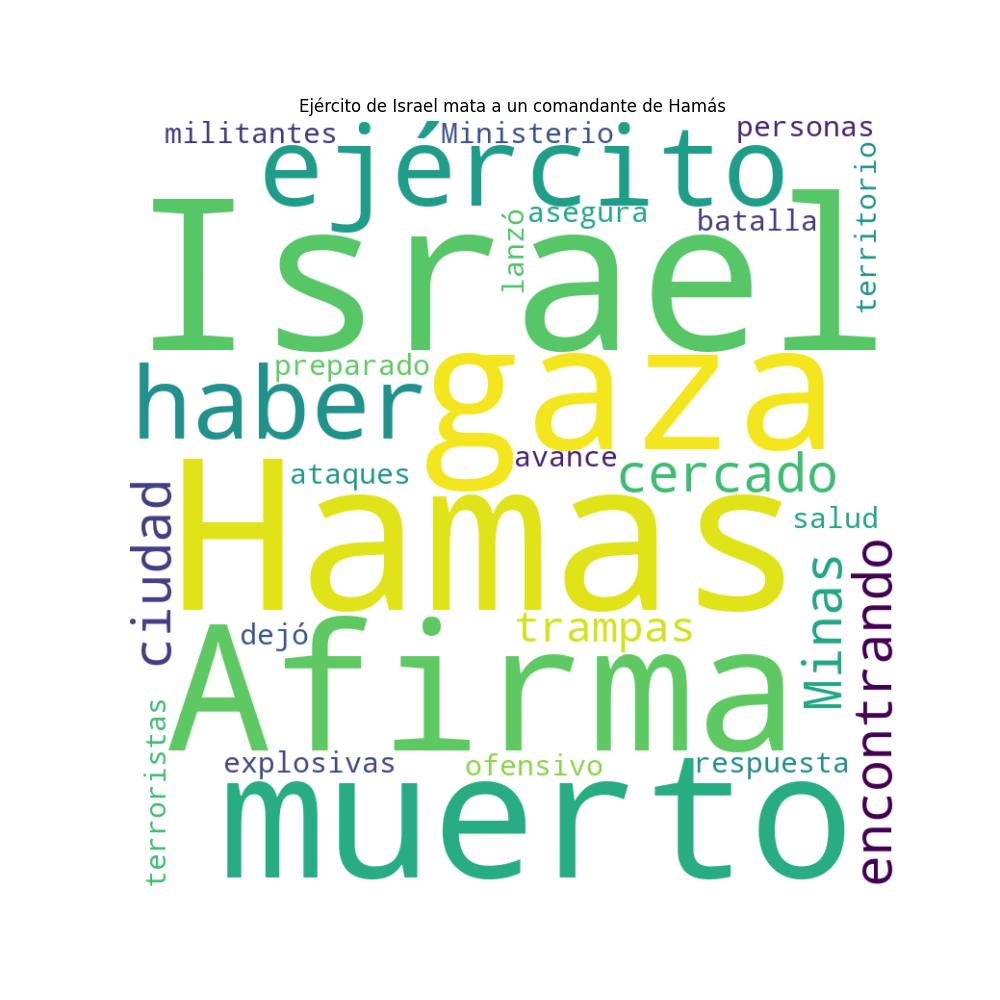 Ejército de Israel mata a un comandante de Hamás
militantes
Ministerio
personas
ejército
territorio
Israel
lanzó
asegura
batalla
preparado
haber
gaza
avance
cercado
ataques
Hamas
salud
ciudad
encontrando
Minas
trampas
dejó
Afirma
terroristas
explosivas
ofensivo
respuesta
muerto